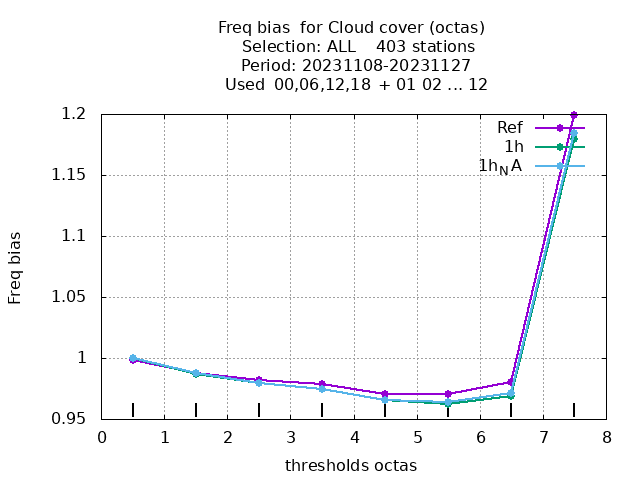 Freq bias  for Cloud cover (octas)
Selection: ALL    403 stations
Period: 20231108-20231127
Used  00,06,12,18  + 01 02 ... 12
Ref
1h
1h_N A
1.2
1.15
1.1
1.05
1
0.95
Freq bias
0 1 2 3 4 5 6 7 8
thresholds octas